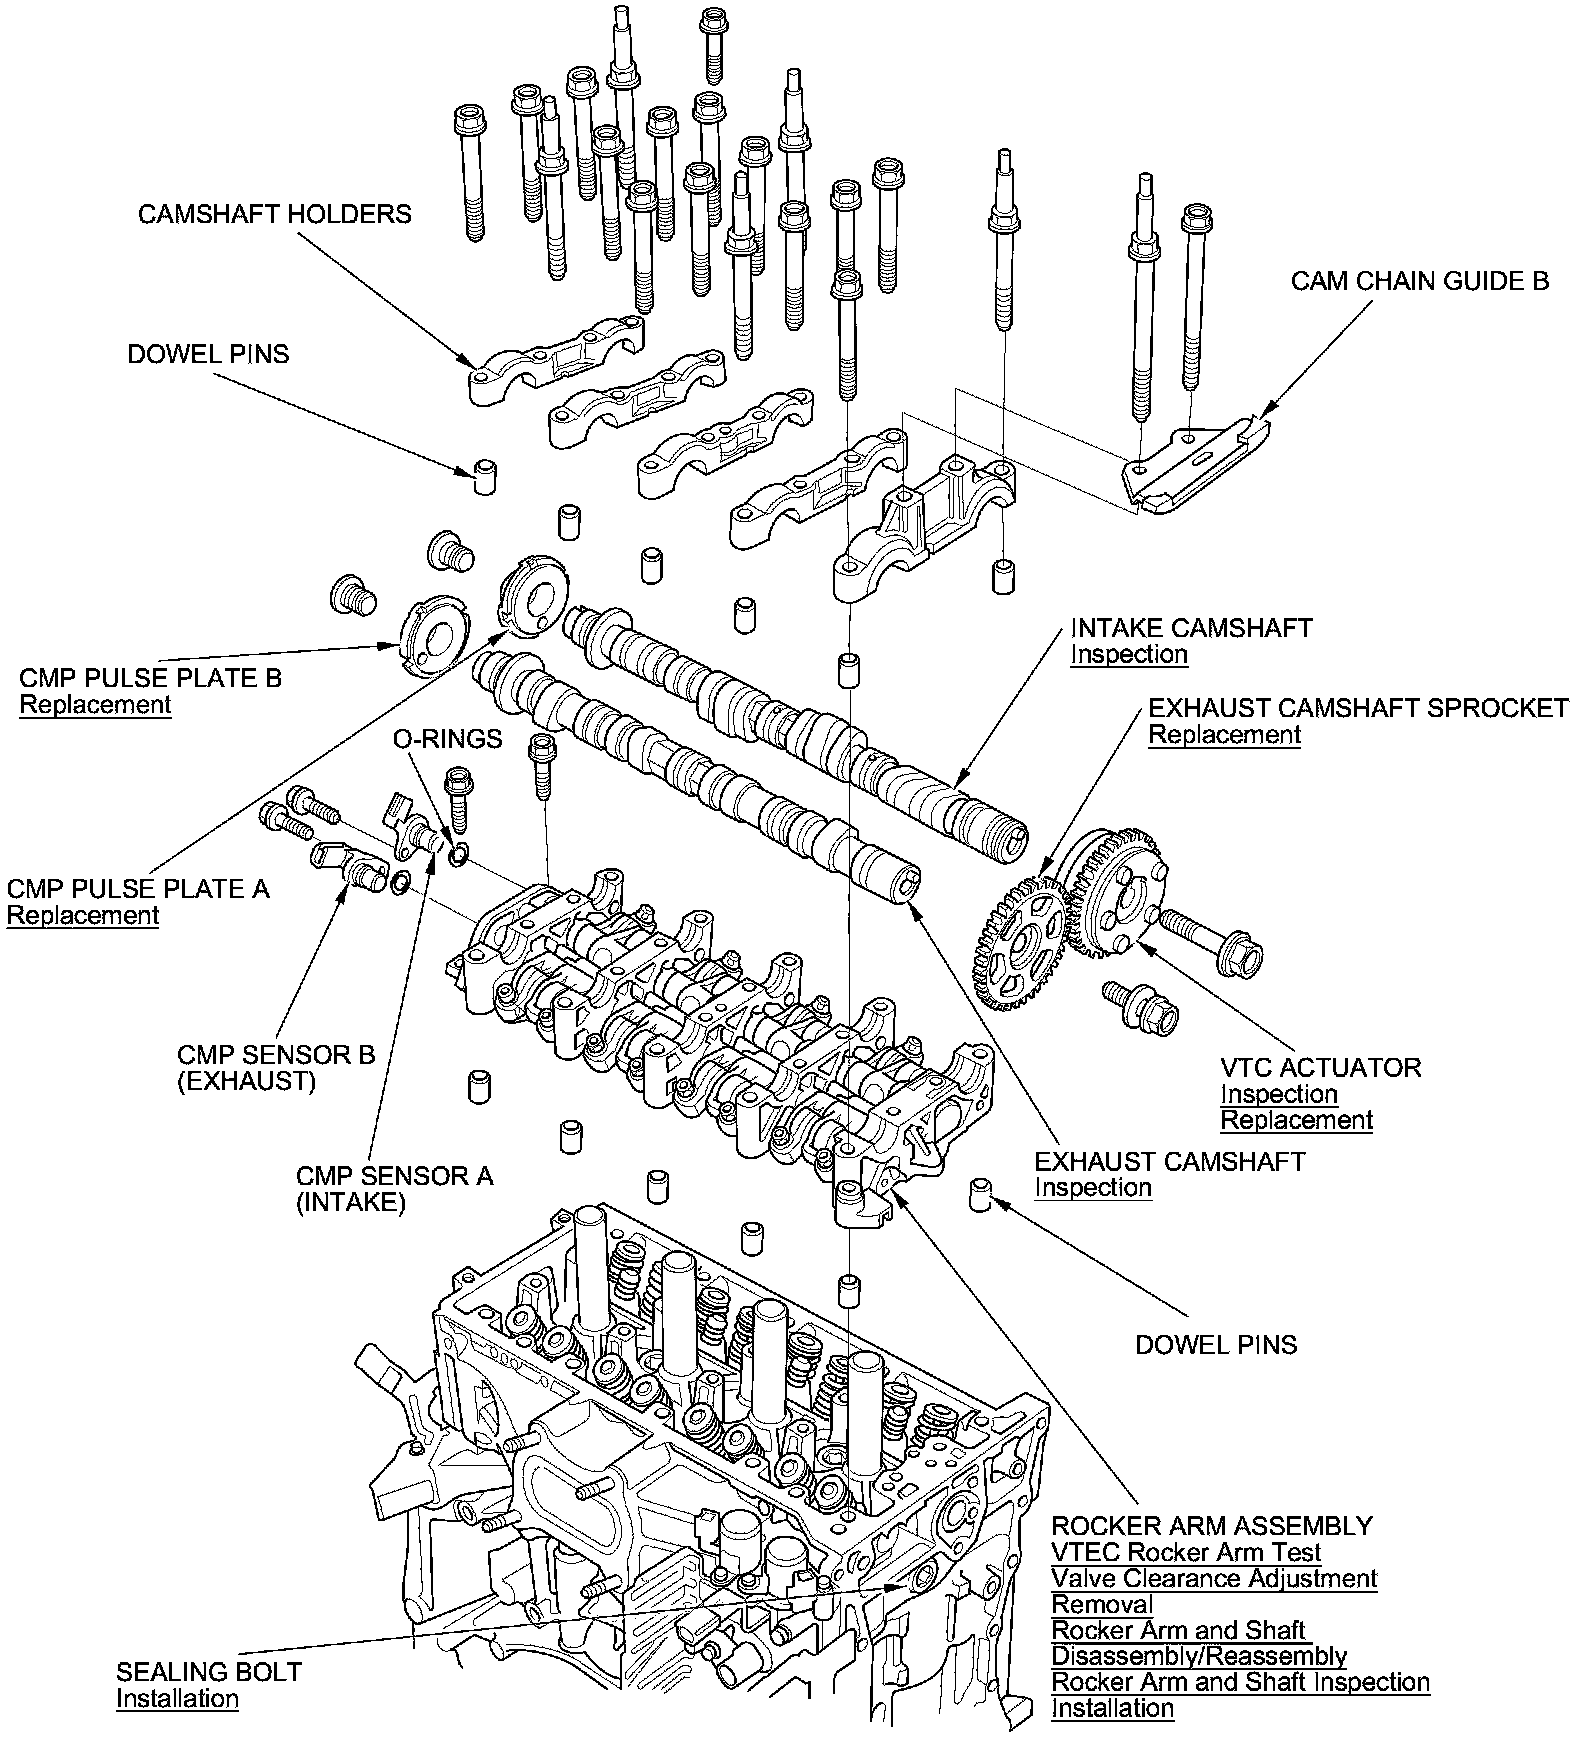 CAMSHAFT HOLDERS
CAM CHAIN GUIDE B
DOWEL PINS
INTAKE CAMSHAFT
Inspection
CMP PULSE PLATE B
Replacement
EXHAUST CAMSHAFT SPROCKET
Replacement
O-RINGS
CMP PULSE PLATE A
Replacement
CMP SENSOR B
(EXHAUST)
VTC ACTUATOR
Inspection
Replacement
CMP SENSOR A
(INTAKE)
EXHAUST CAMSHAFT
Inspection
DOWEL PINS
ROCKER ARM ASSEMBLY
VTEC Rocker Arm Test
Valve Clearance Adjustment
Removal
Rocker Arm and Shaft
Disassembly/Reassembly
Rocker Arm and Shaft Inspection
Installation
SEALING BOLT
Installation